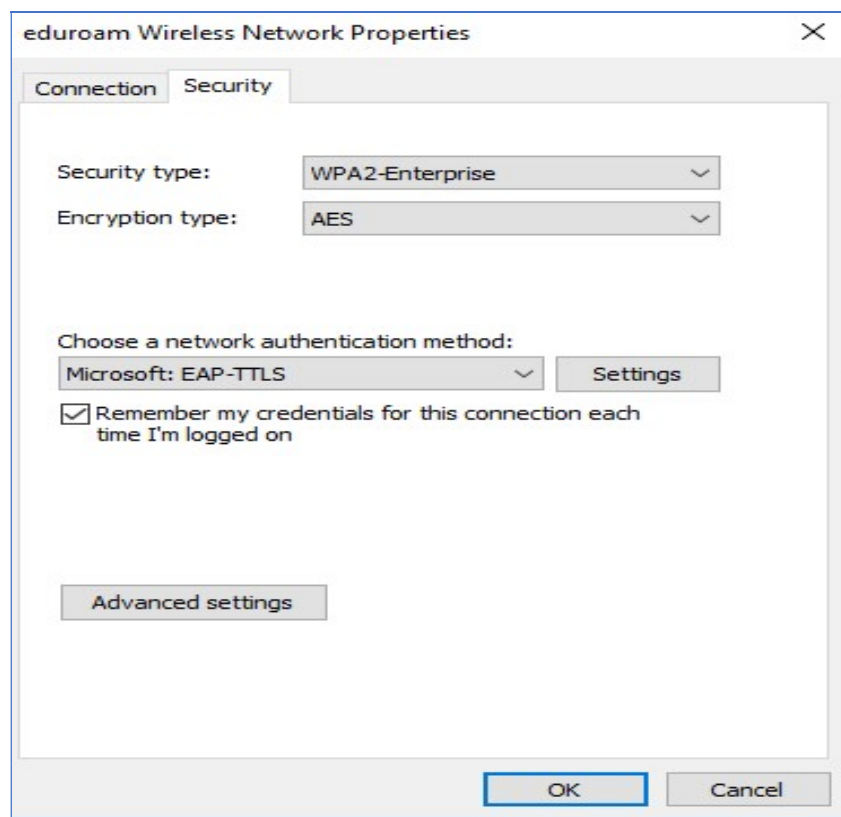 eduroam Wireless Network Properties
Connection Security
Security type: WPA2-Enterprise
Encryption type: AES
Choose a network authentication method:
Microsoft: EAP-TTLS Settings
Remember my credentials for this connection each
time I'm logged on
Advanced settings
OK Cancel